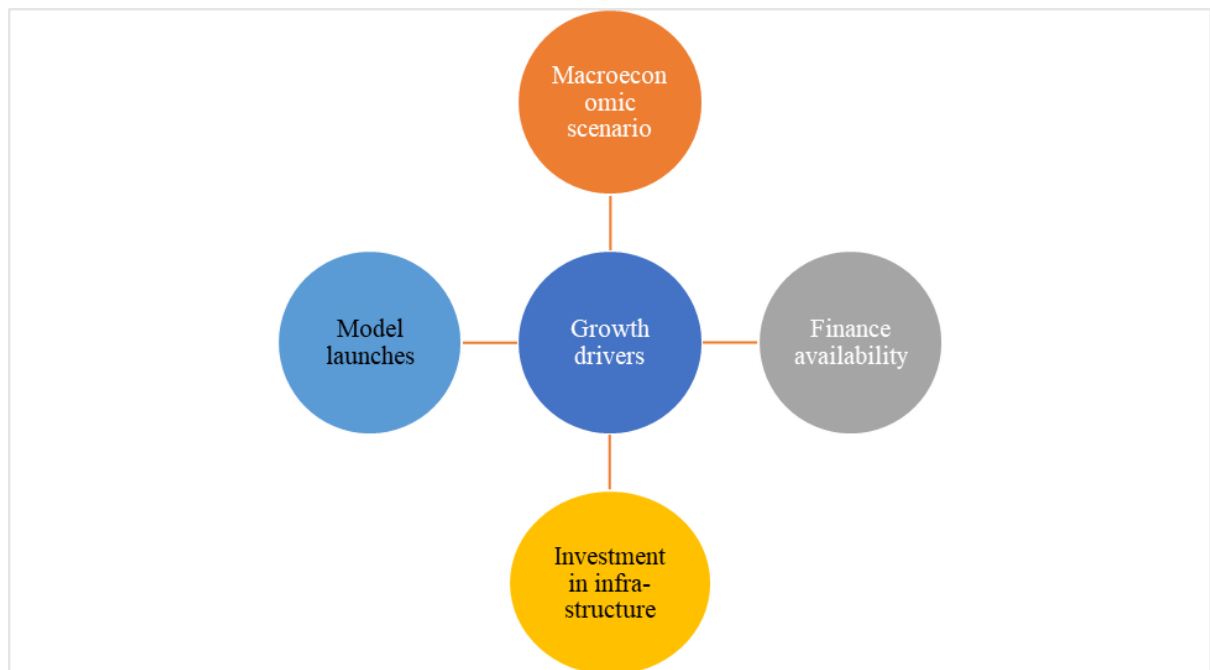 Macroecon
omic
scenario
Model
launches
Growth
drivers
Finance
availability
Investment
in infra-
structure